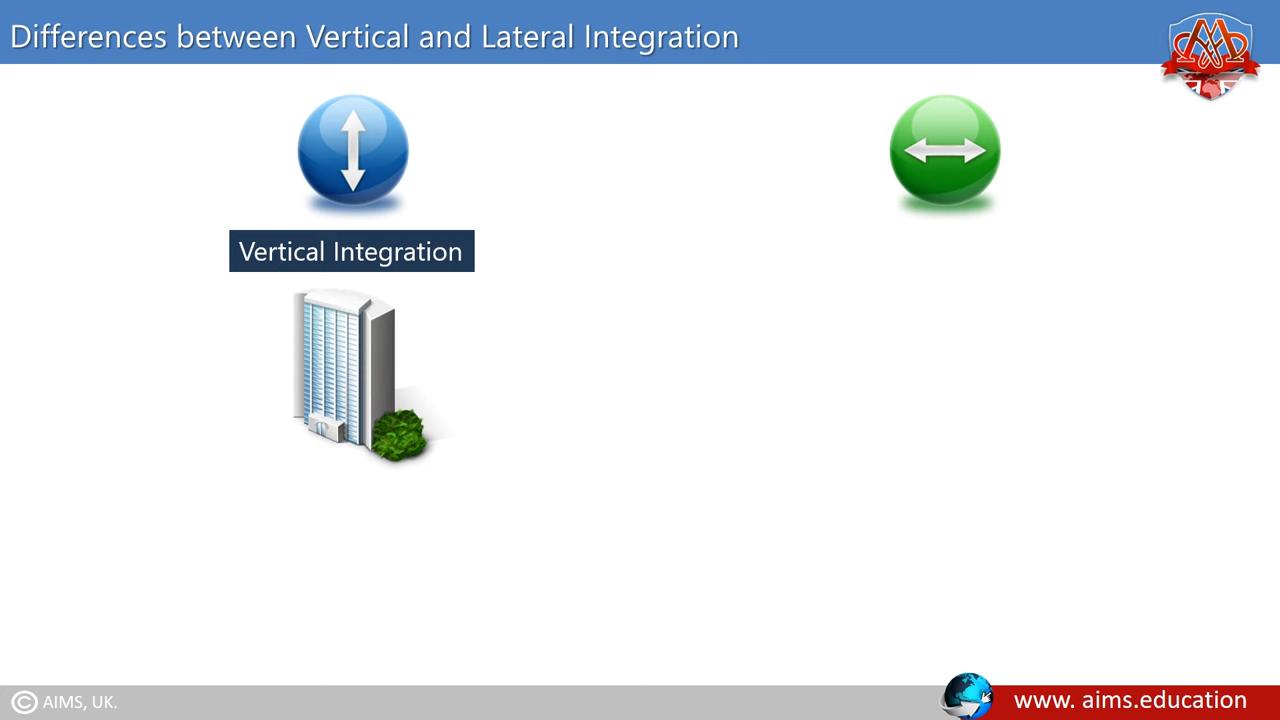 Differences between Vertical and Lateral Integration
Vertical Integration
© AIMS, UK.
www. aims.education